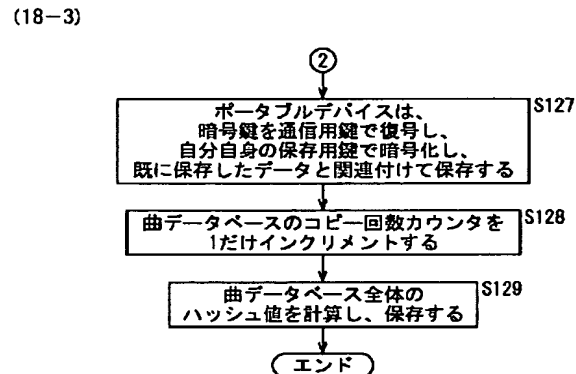 (18−3)
2
ポータブルデバイスは、
S127
暗号鍵を通信用鍵で復号し、
自分自身の保存用鍵で暗号化し、
既に保存したデータと関連付けて保存する
曲データベースのコピー回数カウンタを
S128
1だけインクリメントする
曲データベース全体の
S129
ハッシュ値を計算し、保存する
エンド